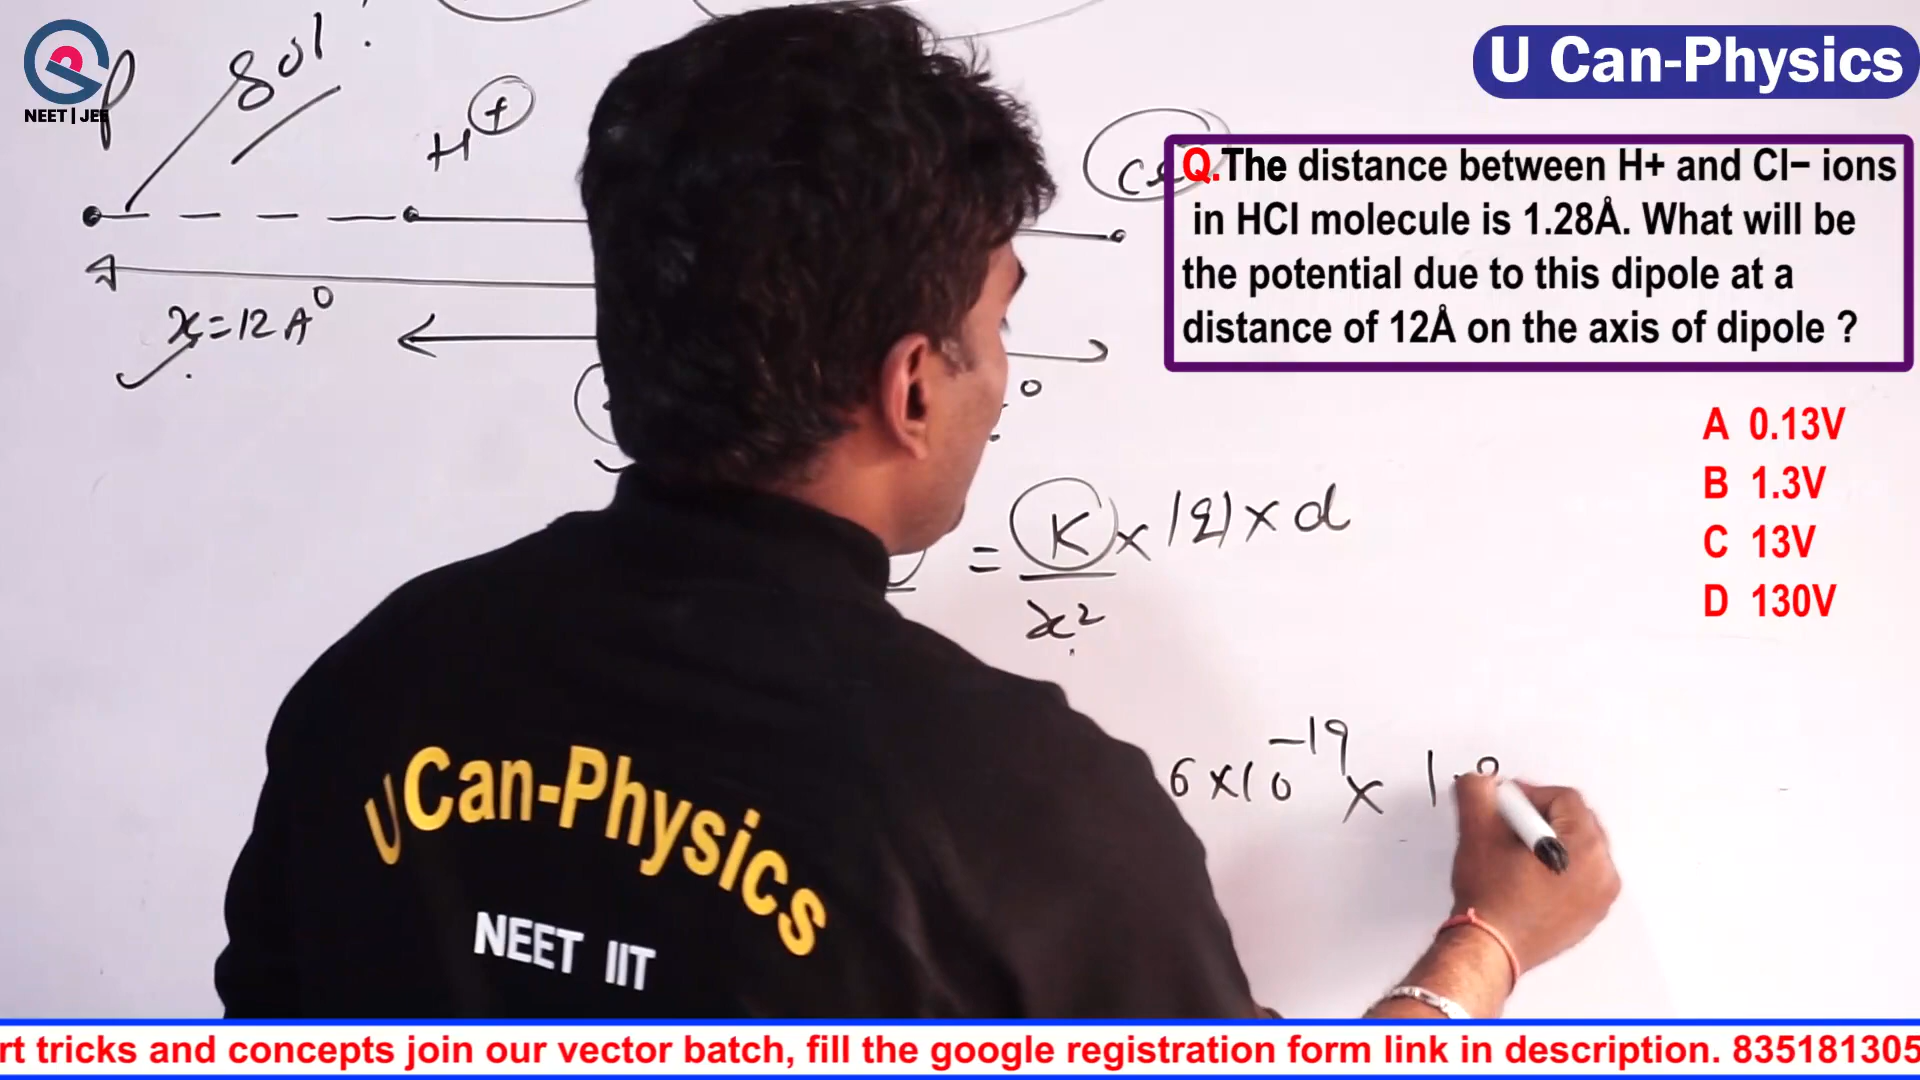 NEET | JEE
U Can-Physics
P
Sol
H +
Q.The distance between H+ and Cl− ions
in HCl molecule is 1.28Å. What will be
the potential due to this dipole at a
distance of 12Å on the axis of dipole ?
x = 12 A°
A 0.13V
B 1.3V
C 13V
D 130V
= K × |q| × d
x²
6 × 10⁻¹⁹ × 1.
U Can-Physics
NEET IIT
rt tricks and concepts join our vector batch, fill the google registration form link in description. 835181305